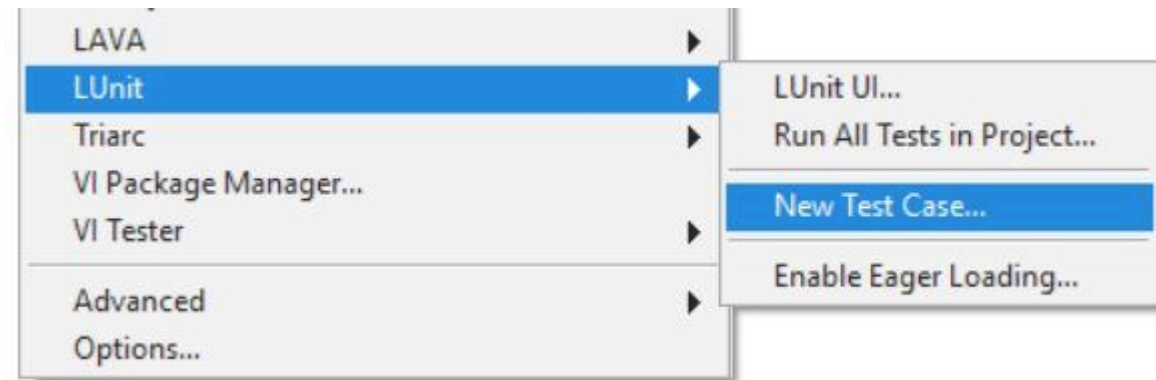 LAVA
LUnit
Triarc
VI Package Manager...
VI Tester
Advanced
Options...
LUnit UI...
Run All Tests in Project...
New Test Case...
Enable Eager Loading...